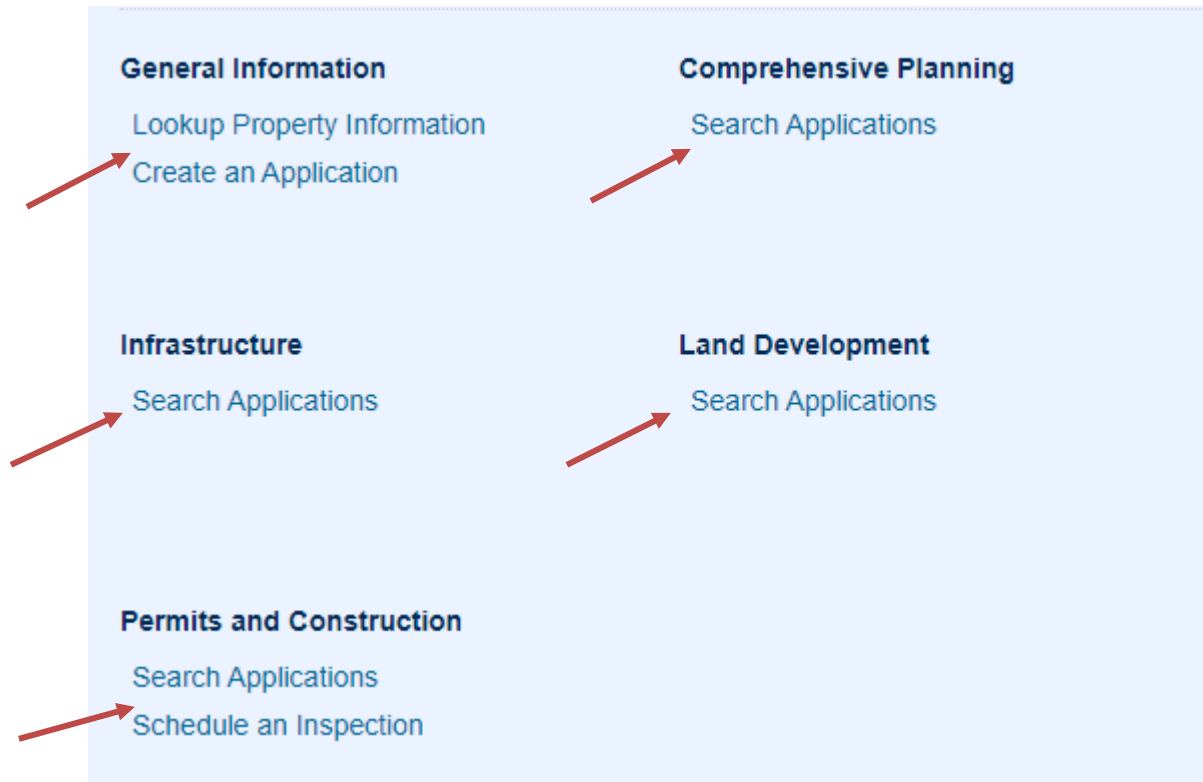 General Information
Lookup Property Information
Create an Application
Comprehensive Planning
Search Applications
Infrastructure
Search Applications
Land Development
Search Applications
Permits and Construction
Search Applications
Schedule an Inspection